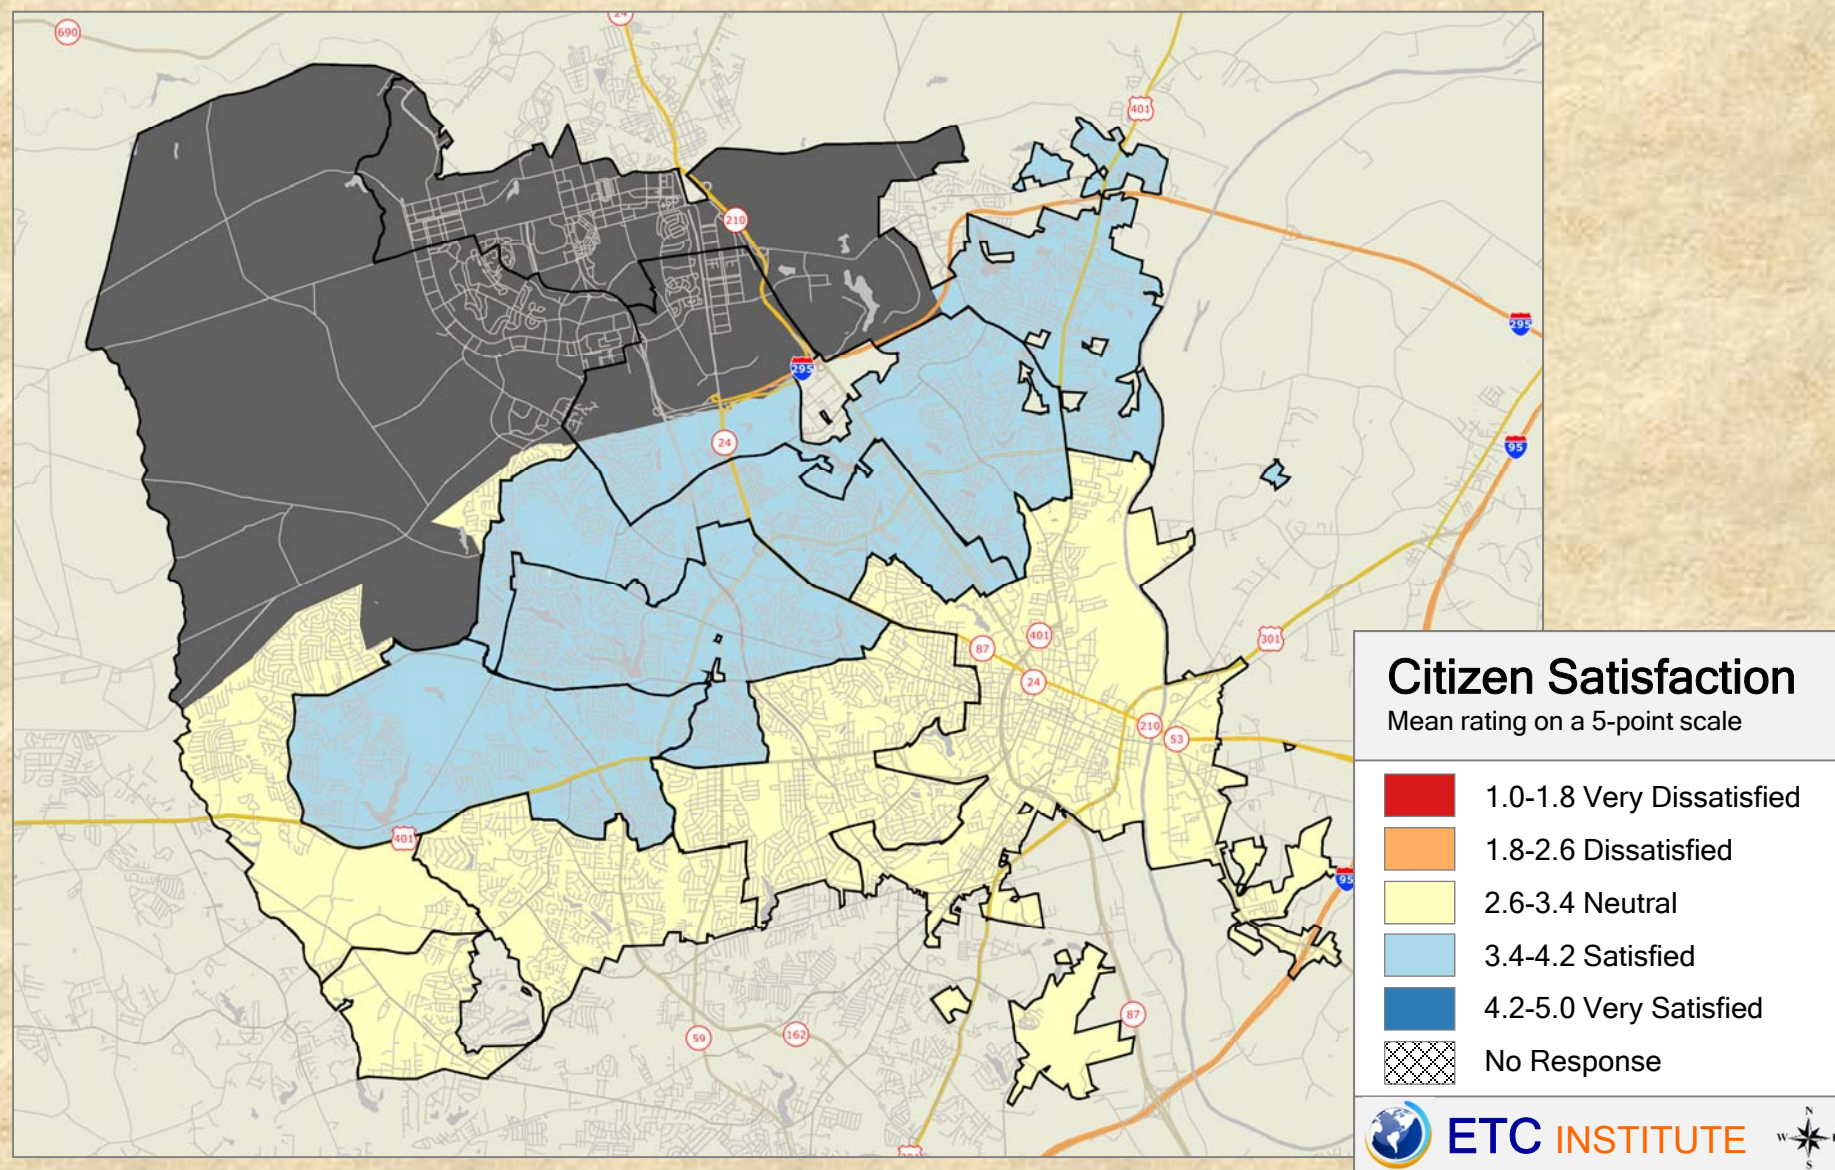 24
690
401
210
295
295
24
95
301
401
87
24
210
53
401
95
87
59
162
Citizen Satisfaction
Mean rating on a 5-point scale
1.0-1.8 Very Dissatisfied
1.8-2.6 Dissatisfied
2.6-3.4 Neutral
3.4-4.2 Satisfied
4.2-5.0 Very Satisfied
No Response
ETC INSTITUTE
N
W
S